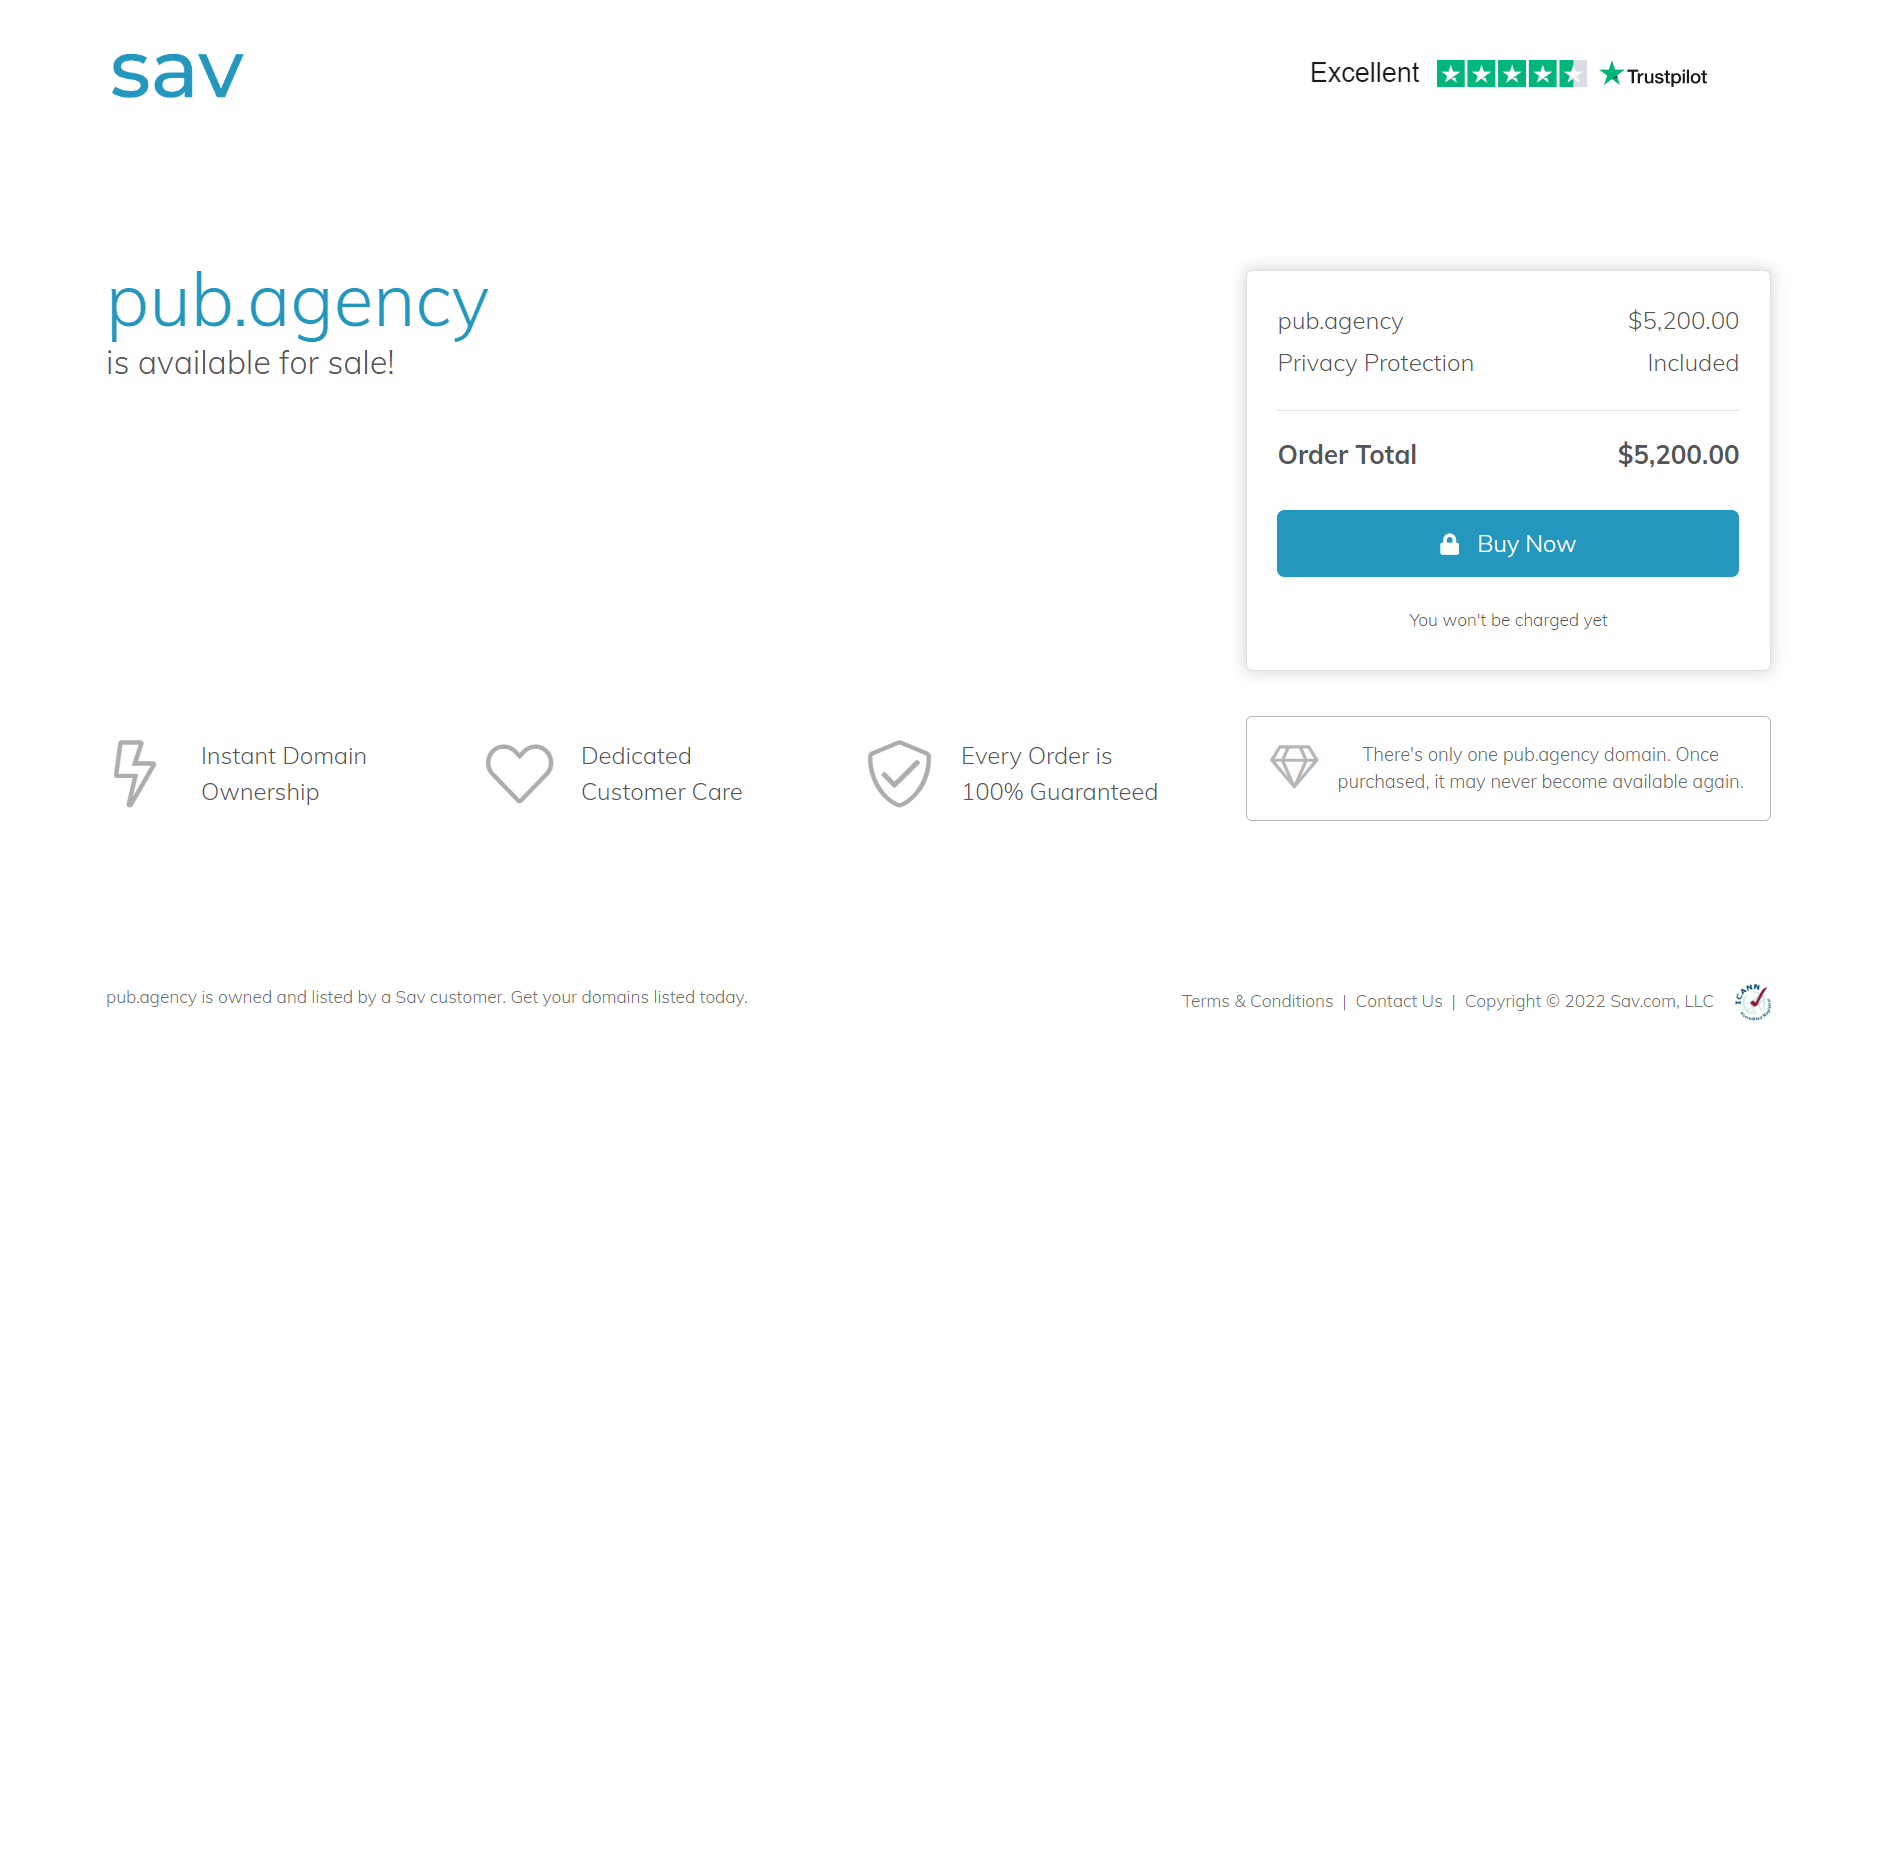 sav
Excellent
Trustpilot
pub.agency
is available for sale!
pub.agency $5,200.00
Privacy Protection Included
Order Total $5,200.00
Buy Now
You won't be charged yet
Instant Domain
Ownership
Dedicated
Customer Care
Every Order is
100% Guaranteed
There's only one pub.agency domain. Once
purchased, it may never become available again.
pub.agency is owned and listed by a Sav customer. Get your domains listed today.
Terms & Conditions | Contact Us | Copyright © 2022 Sav.com, LLC
ICANN